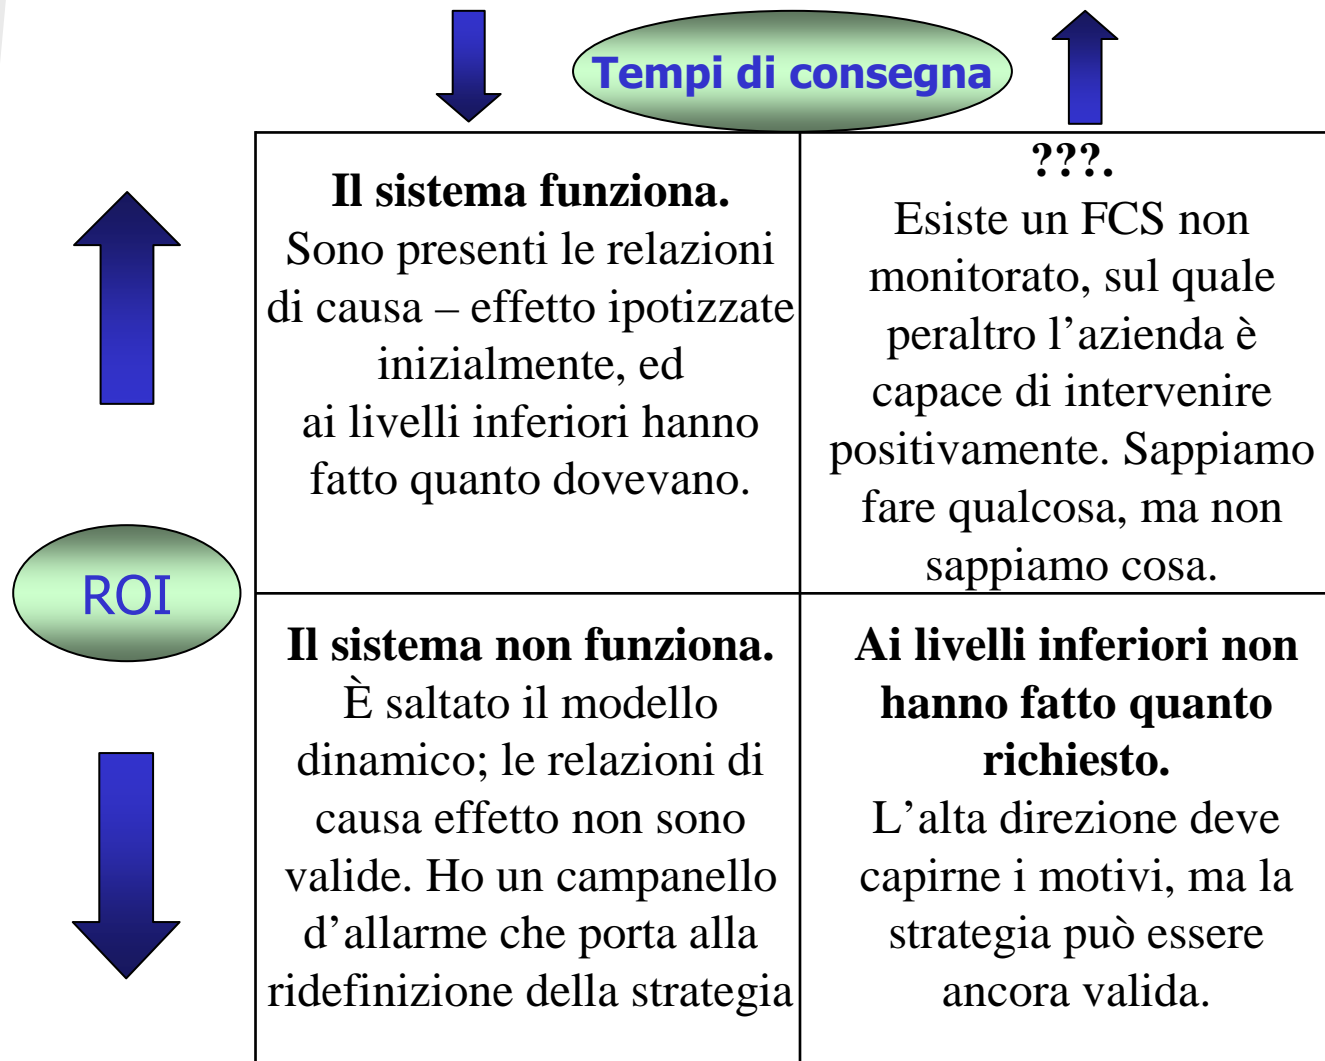 Tempi di consegna
Il sistema funziona.
Sono presenti le relazioni
di causa – effetto ipotizzate
inizialmente, ed
ai livelli inferiori hanno
fatto quanto dovevano.
???.
Esiste un FCS non
monitorato, sul quale
peraltro l’azienda è
capace di intervenire
positivamente. Sappiamo
fare qualcosa, ma non
sappiamo cosa.
ROI
Il sistema non funziona.
È saltato il modello
dinamico; le relazioni di
causa effetto non sono
valide. Ho un campanello
d’allarme che porta alla
ridefinizione della strategia
Ai livelli inferiori non
hanno fatto quanto
richiesto.
L’alta direzione deve
capirne i motivi, ma la
strategia può essere
ancora valida.